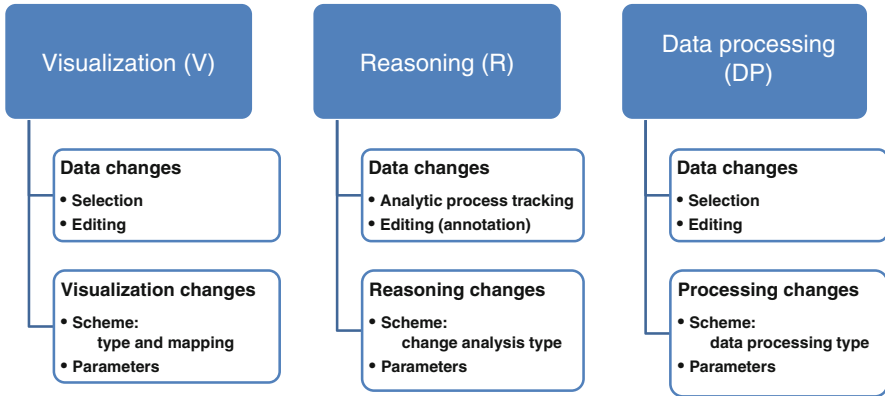 Visualization (V)
Data changes
• Selection
• Editing
Visualization changes
• Scheme:
type and mapping
• Parameters
Reasoning (R)
Data changes
• Analytic process tracking
• Editing (annotation)
Reasoning changes
• Scheme:
change analysis type
• Parameters
Data processing
(DP)
Data changes
• Selection
• Editing
Processing changes
• Scheme:
data processing type
• Parameters